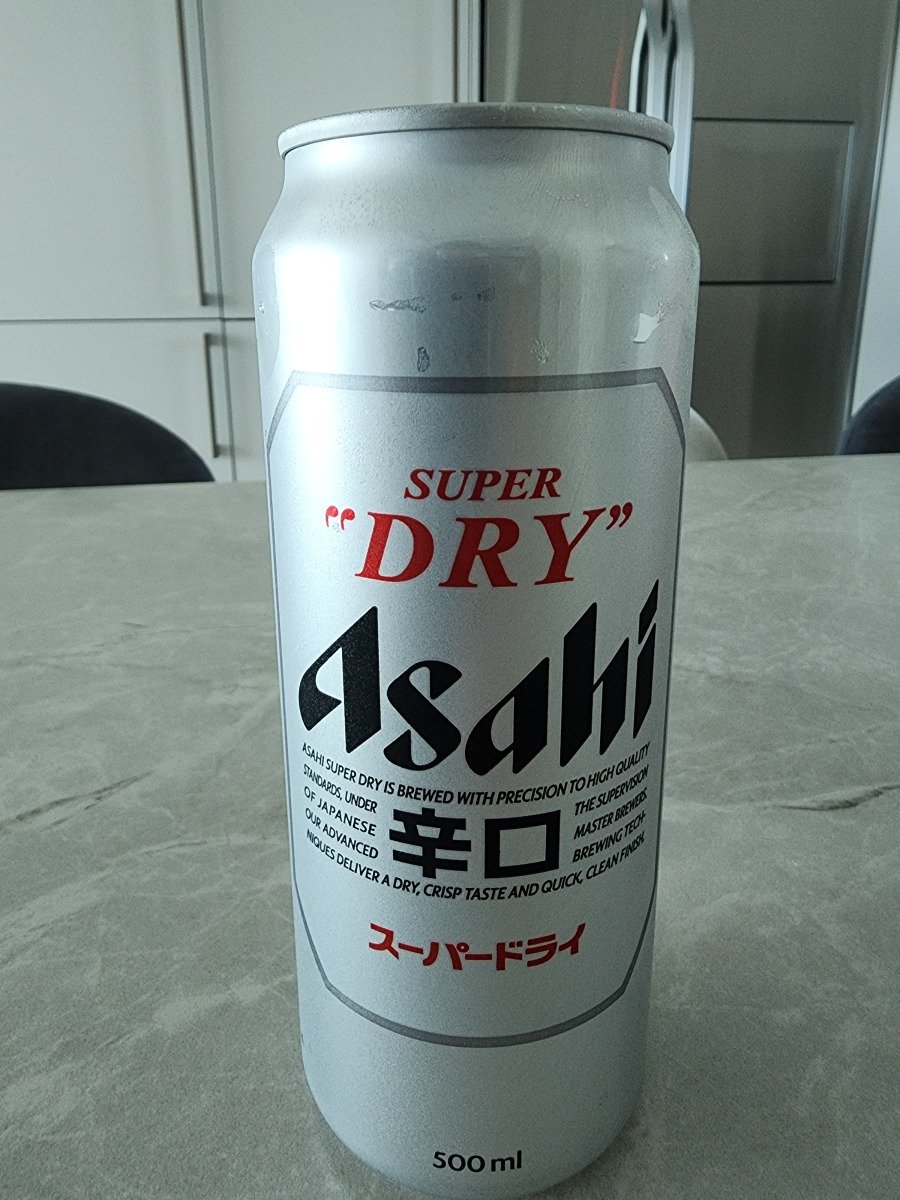 SUPER
“DRY”
Asahi
ASAHI SUPER DRY IS BREWED WITH PRECISION TO HIGH QUALITY
STANDARDS, UNDER THE SUPERVISION
OF JAPANESE MASTER BREWERS.
OUR ADVANCED BREWING TECH-
NIQUES DELIVER A DRY, CRISP TASTE AND QUICK, CLEAN FINISH.
辛口
スーパードライ
500 ml